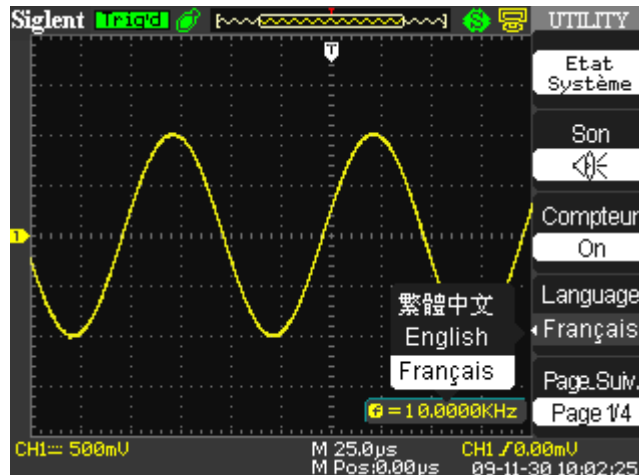 Siglent Trig'd S UTILITY
T
Etat
Système
Son
Compteur
On
1
Language
Français
繁體中文
English
Français
Page Suiv.
Page 1/4
f = 10.0000KHz
CH1 500mV M 25.0µs CH1 0.00mV
M Pos:0.00µs 09-11-30 10:02:25